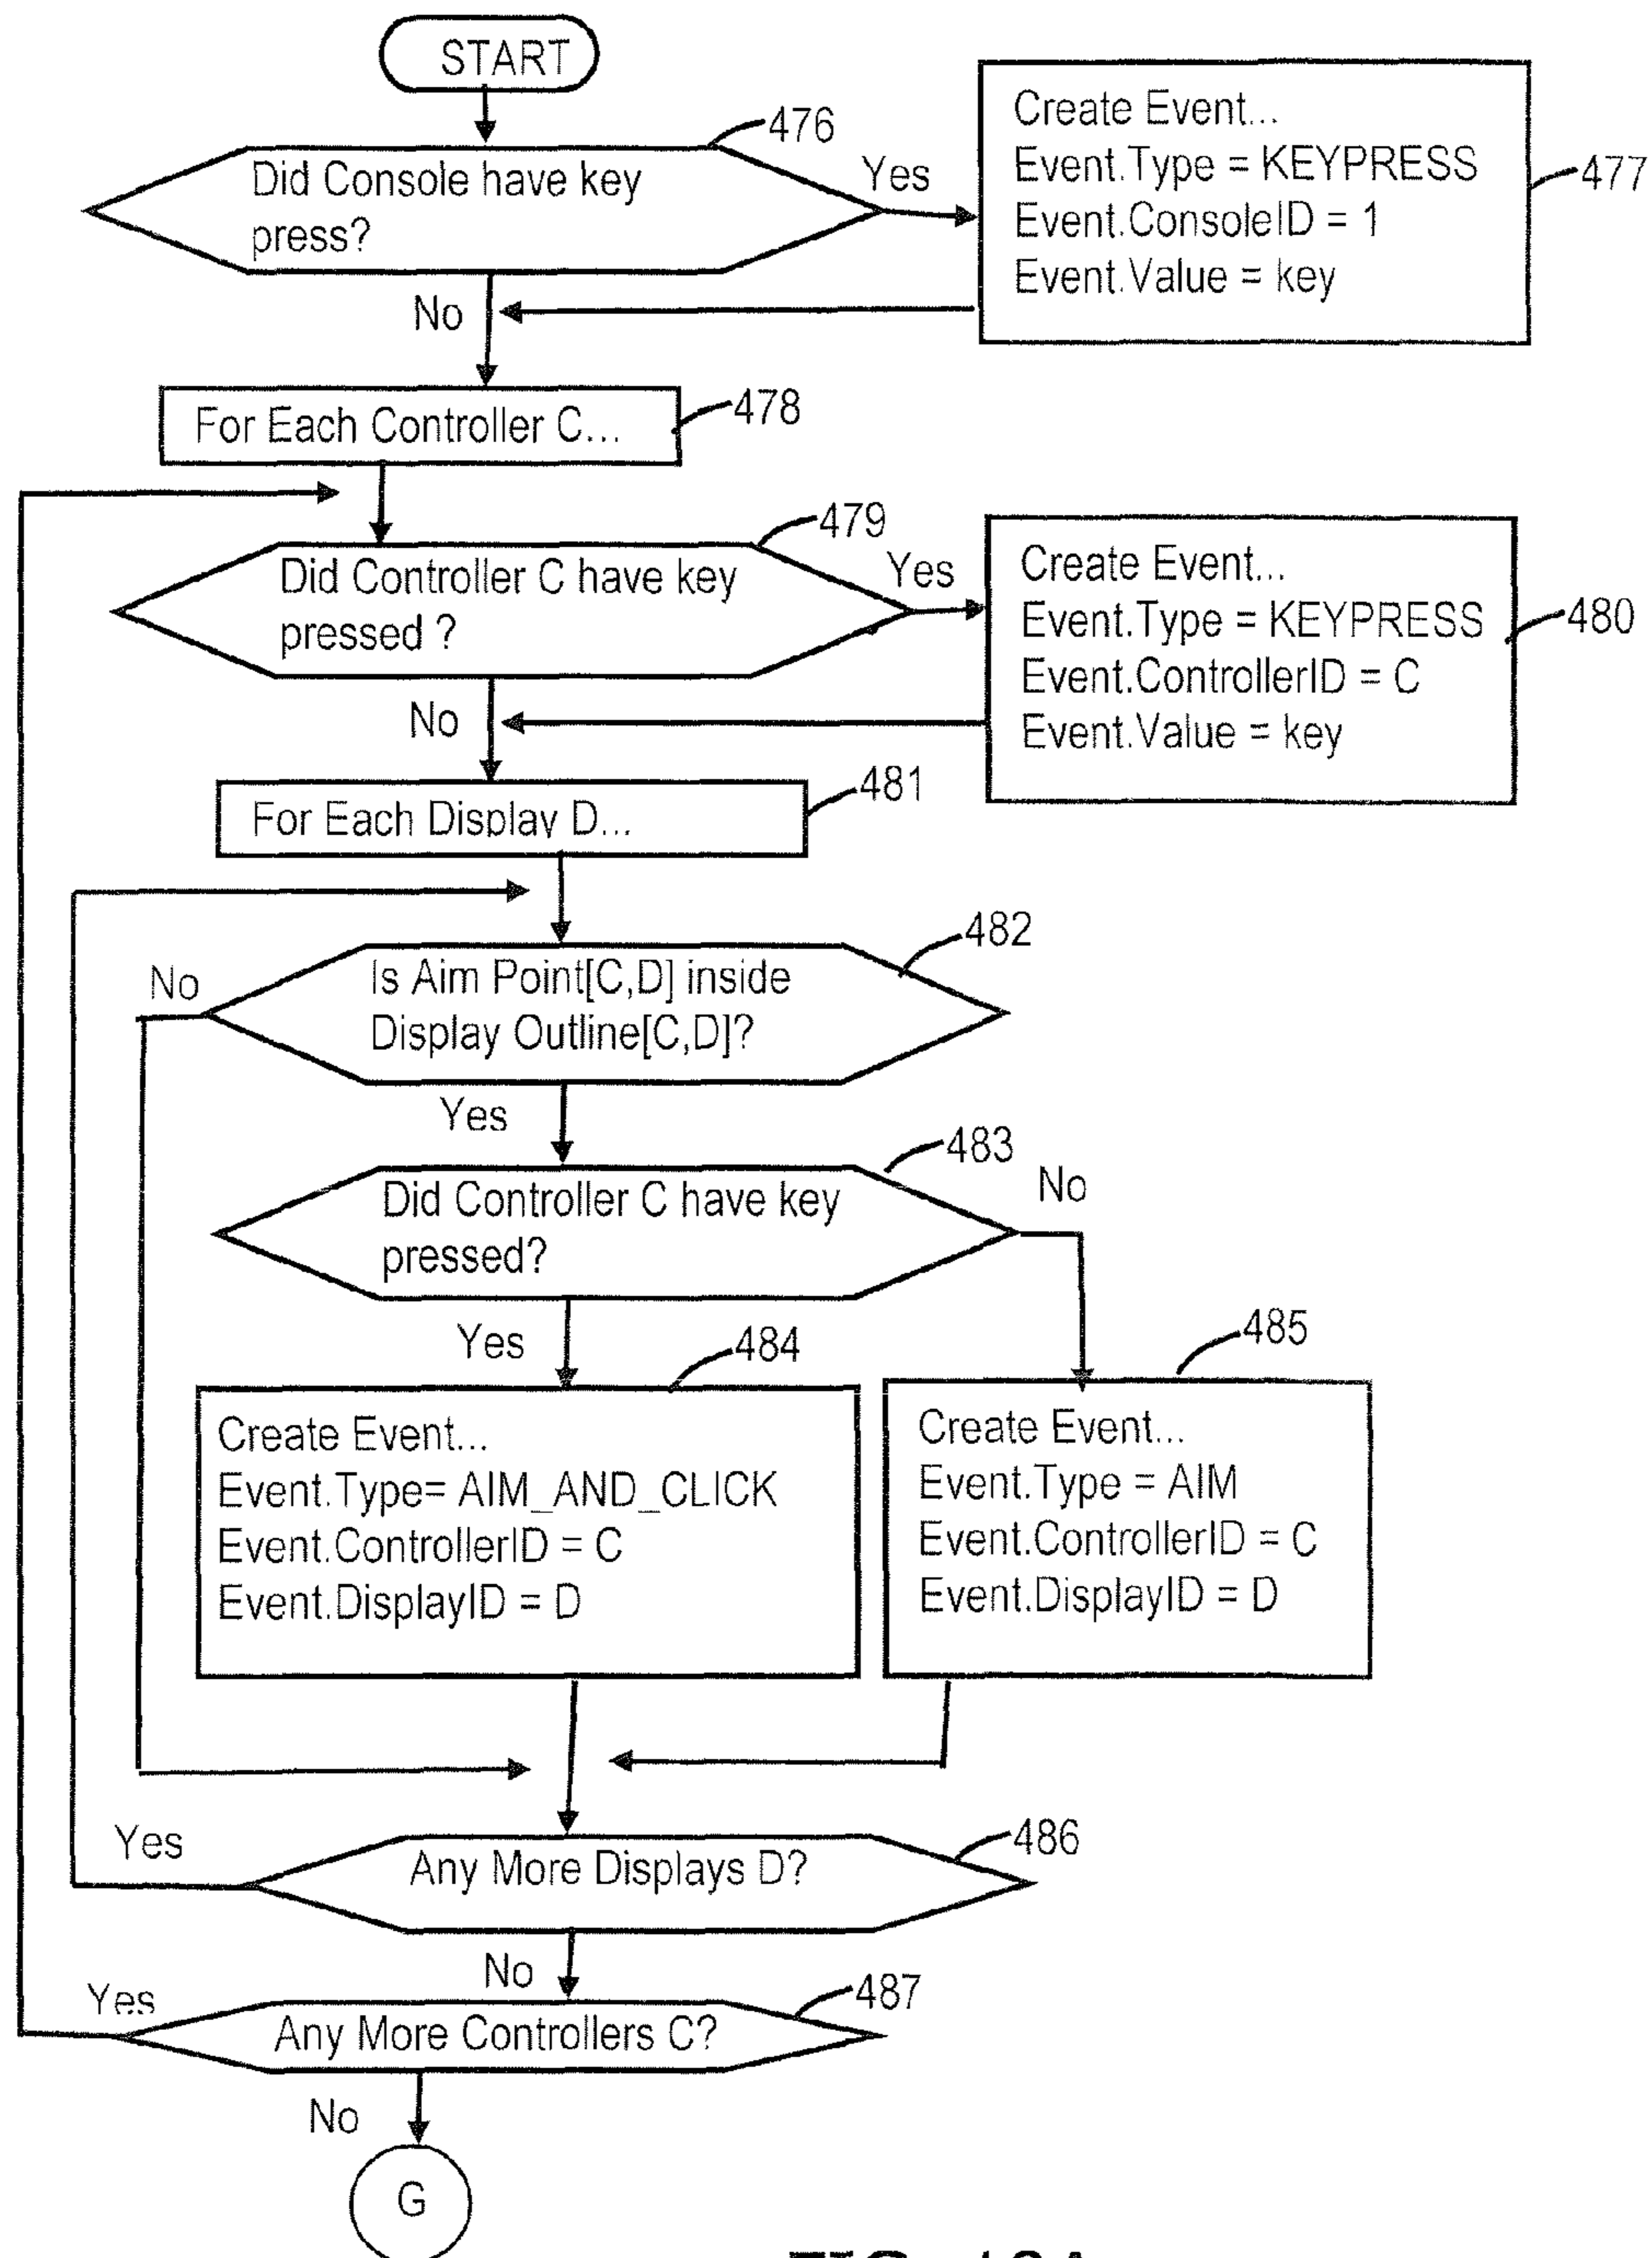 START
476
Did Console have key
press?
Yes
Create Event...
Event.Type = KEYPRESS
Event.ConsoleID = 1
Event.Value = key
477
No
For Each Controller C...
478
479
Did Controller C have key
pressed ?
Yes
Create Event...
Event.Type = KEYPRESS
Event.ControllerID = C
Event.Value = key
480
No
For Each Display D...
481
482
Is Aim Point[C,D] inside
Display Outline[C,D]?
No
Yes
483
Did Controller C have key
pressed?
No
Yes
484
Create Event...
Event.Type= AIM_AND_CLICK
Event.ControllerID = C
Event.DisplayID = D
485
Create Event...
Event.Type = AIM
Event.ControllerID = C
Event.DisplayID = D
Yes
486
Any More Displays D?
No
Yes
487
Any More Controllers C?
No
G